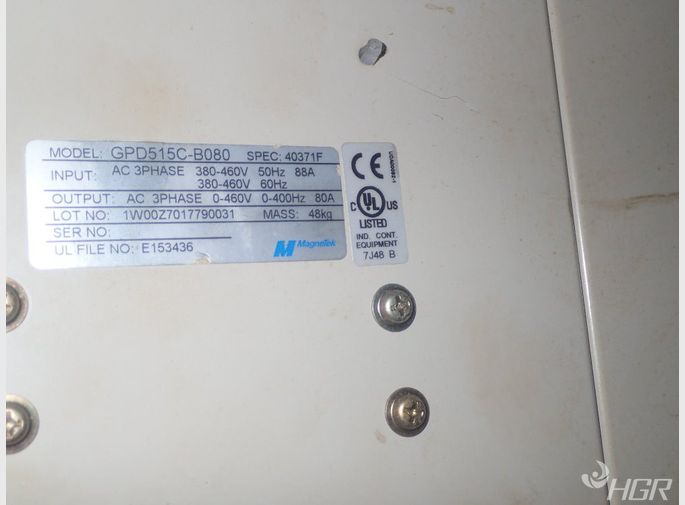 MODEL: GPD515C-B080 SPEC: 40371F
INPUT: AC 3PHASE 380-460V 50Hz 88A
380-460V 60Hz
OUTPUT: AC 3PHASE 0-460V 0-400Hz 80A
LOT NO: 1W00Z7017790031 MASS: 48kg
SER NO:
UL FILE NO: E153436
M MagneTek
CE
C UL US
LISTED
IND. CONT.
EQUIPMENT
7J48 B
HGR